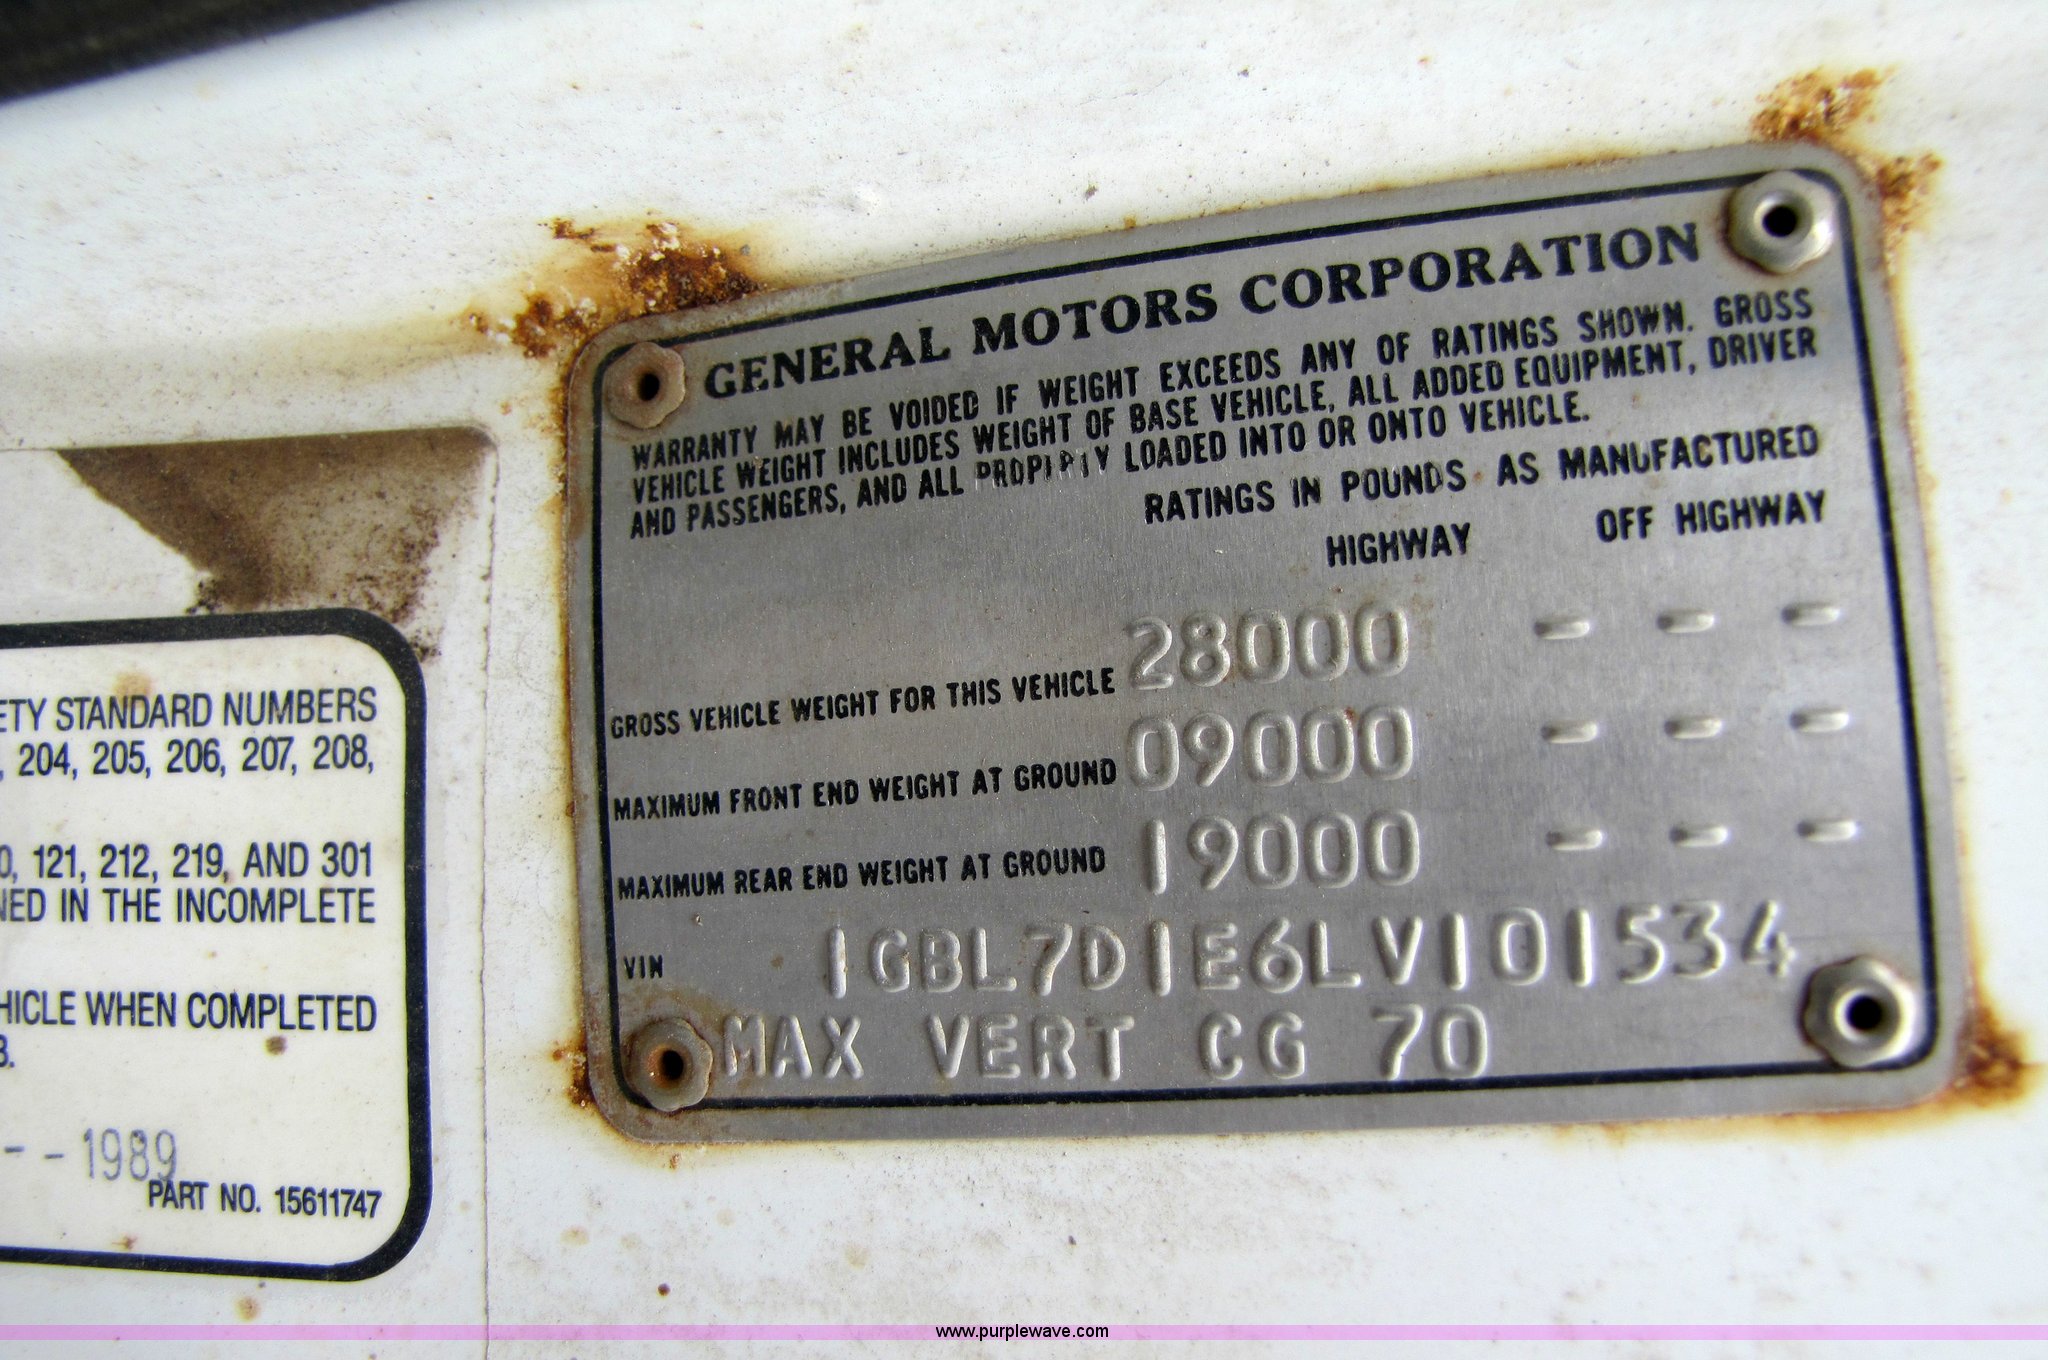 GENERAL MOTORS CORPORATION
WARRANTY MAY BE VOIDED IF WEIGHT EXCEEDS ANY OF RATINGS SHOWN. GROSS
VEHICLE WEIGHT INCLUDES WEIGHT OF BASE VEHICLE, ALL ADDED EQUIPMENT, DRIVER
AND PASSENGERS, AND ALL PROPERTY LOADED INTO OR ONTO VEHICLE.
RATINGS IN POUNDS AS MANUFACTURED
HIGHWAY OFF HIGHWAY
GROSS VEHICLE WEIGHT FOR THIS VEHICLE 28000 - - -
MAXIMUM FRONT END WEIGHT AT GROUND 09000 - - -
MAXIMUM REAR END WEIGHT AT GROUND 19000 - - -
VIN 1GBL7D1E6LV101534
MAX VERT CG 70
ETY STANDARD NUMBERS
, 204, 205, 206, 207, 208,
0, 121, 212, 219, AND 301
NED IN THE INCOMPLETE
HICLE WHEN COMPLETED
3.
- - 1989
PART NO. 15611747
www.purplewave.com